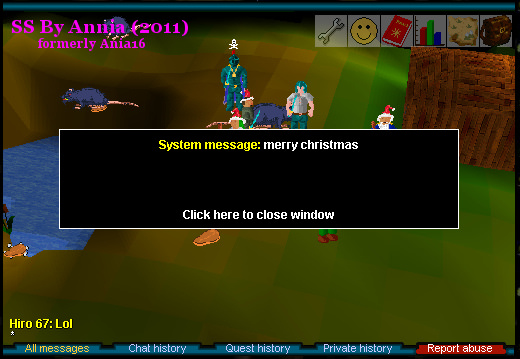 SS By Annia (2011)
formerly Ania16
System message: merry christmas
Click here to close window
Hiro 67: Lol
*
All messages
Chat history
Quest history
Private history
Report abuse